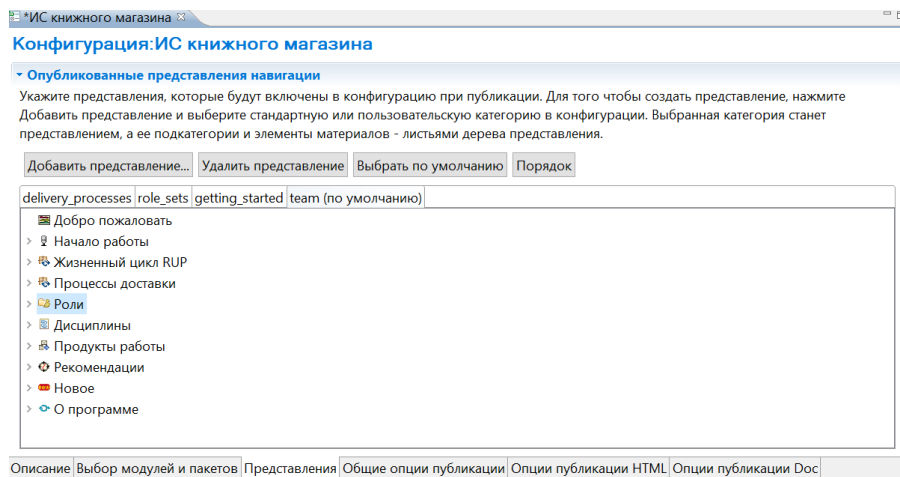 *ИС книжного магазина
Конфигурация:ИС книжного магазина
Опубликованные представления навигации
Укажите представления, которые будут включены в конфигурацию при публикации. Для того чтобы создать представление, нажмите
Добавить представление и выберите стандартную или пользовательскую категорию в конфигурации. Выбранная категория станет
представлением, а ее подкатегории и элементы материалов - листьями дерева представления.
Добавить представление... Удалить представление Выбрать по умолчанию Порядок
delivery_processes role_sets getting_started team (по умолчанию)
Добро пожаловать
Начало работы
Жизненный цикл RUP
Процессы доставки
Роли
Дисциплины
Продукты работы
Рекомендации
Новое
О программе
Описание Выбор модулей и пакетов Представления Общие опции публикации Опции публикации HTML Опции публикации Doc